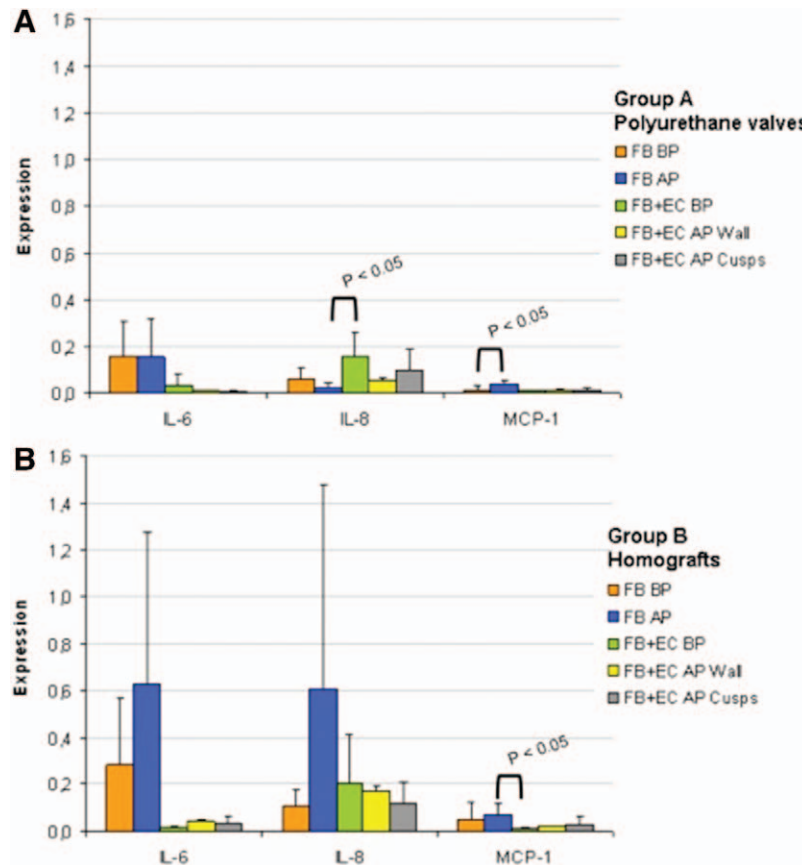 A
1,6
1,4
1,2
1,0
0,8
0,6
0,4
0,2
0,0
Expression
P < 0.05
P < 0.05
IL-6
IL-8
MCP-1
Group A
Polyurethane valves
FB BP
FB AP
FB+EC BP
FB+EC AP Wall
FB+EC AP Cusps
B
1,6
1,4
1,2
1,0
0,8
0,6
0,4
0,2
0,0
Expression
P < 0.05
IL-6
IL-8
MCP-1
Group B
Homografts
FB BP
FB AP
FB+EC BP
FB+EC AP Wall
FB+EC AP Cusps